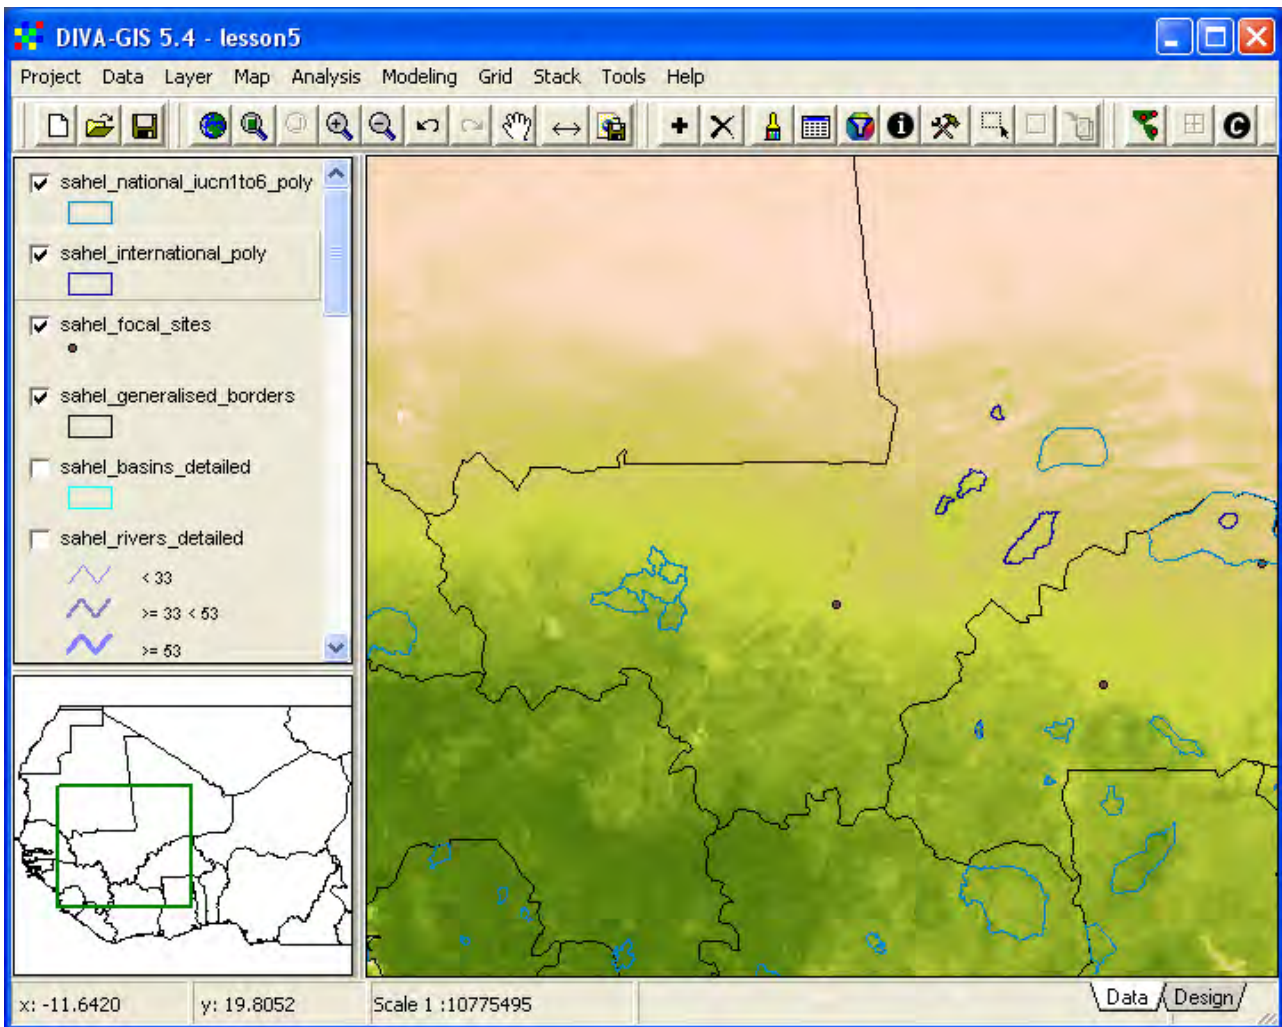 DIVA-GIS 5.4 - lesson5
Project Data Layer Map Analysis Modeling Grid Stack Tools Help
sahel_national_iucn1to6_poly
sahel_international_poly
sahel_focal_sites
sahel_generalised_borders
sahel_basins_detailed
sahel_rivers_detailed
< 33
>= 33 < 53
>= 53
x: -11.6420 y: 19.8052 Scale 1 :10775495 Data Design